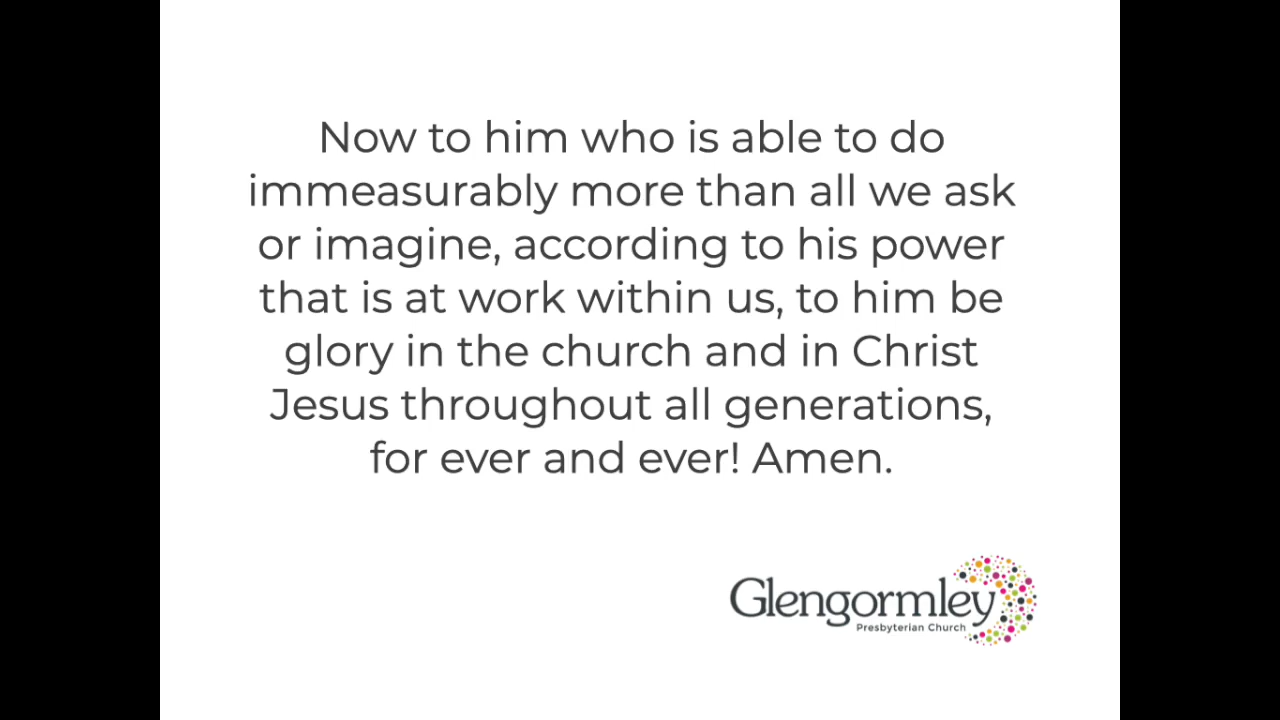 Now to him who is able to do
immeasurably more than all we ask
or imagine, according to his power
that is at work within us, to him be
glory in the church and in Christ
Jesus throughout all generations,
for ever and ever! Amen.
Glengormley
Presbyterian Church